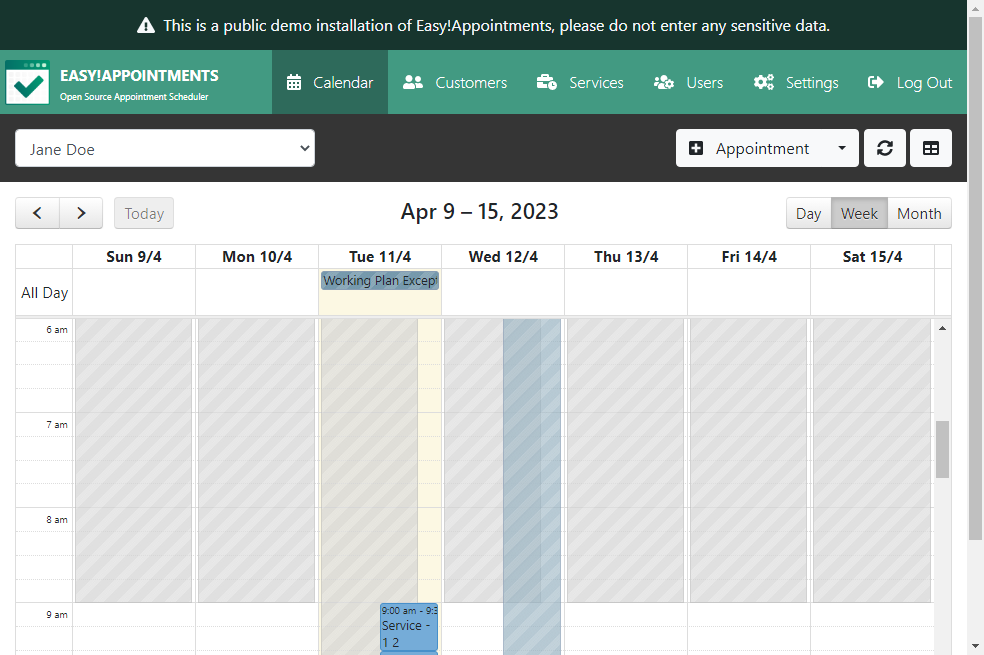 This is a public demo installation of Easy!Appointments, please do not enter any sensitive data.
EASY!APPOINTMENTS
Open Source Appointment Scheduler
Calendar
Customers
Services
Users
Settings
Log Out
Jane Doe
Appointment
Today
Apr 9 – 15, 2023
Day
Week
Month
Sun 9/4
Mon 10/4
Tue 11/4
Wed 12/4
Thu 13/4
Fri 14/4
Sat 15/4
All Day
Working Plan Except
6 am
7 am
8 am
9 am
9:00 am - 9:3
Service -
1 2